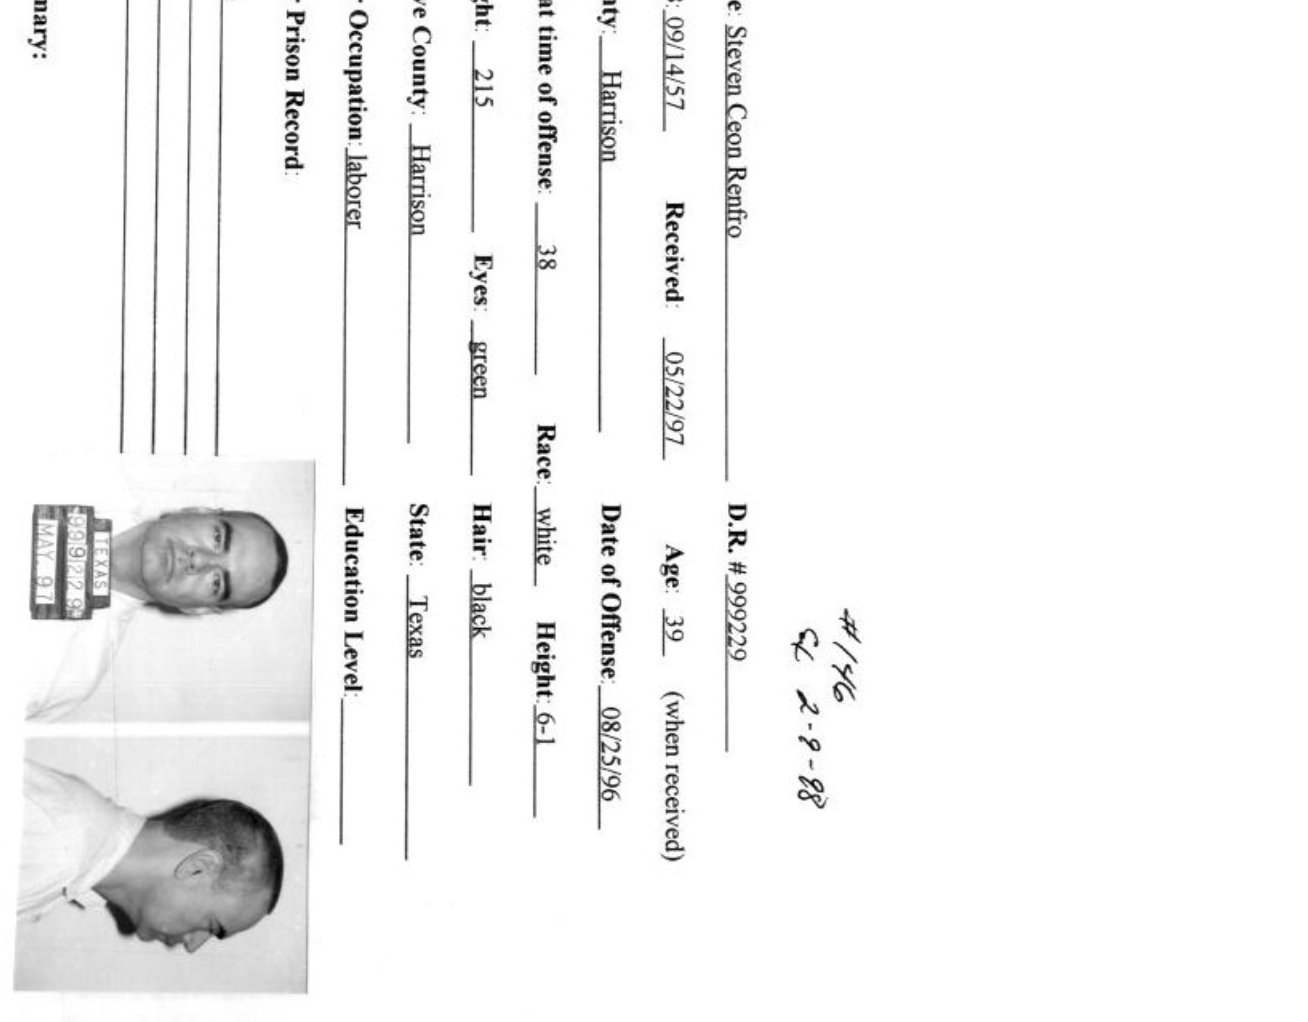 #146
ex 2-9-98
e: Steven Ceon Renfro D.R. # 999229
: 09/14/57 Received: 05/22/97 Age: 39 (when received)
nty: Harrison Date of Offense: 08/25/96
at time of offense: 38 Race: white Height: 6-1
ght: 215 Eyes: green Hair: black
ve County: Harrison State: Texas
r Occupation: laborer Education Level:
r Prison Record:
mary:
TEXAS
999229
MAY. 97